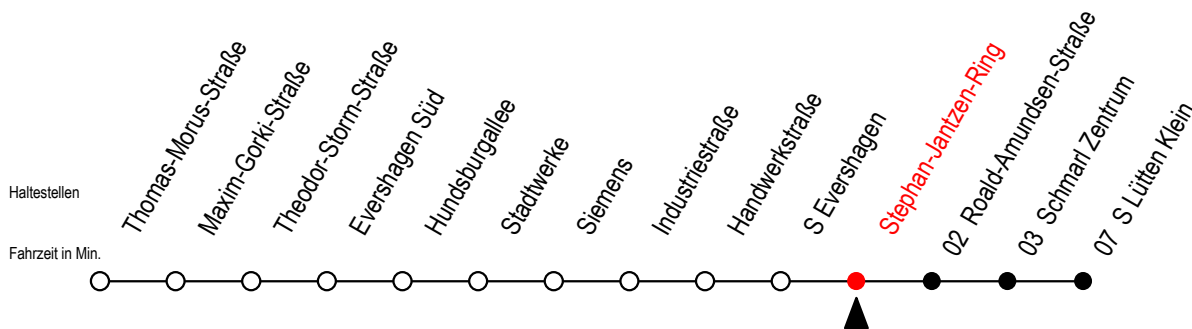 Haltestellen
Fahrzeit in Min.
Thomas-Morus-Straße
Maxim-Gorki-Straße
Theodor-Storm-Straße
Evershagen Süd
Hundsburgallee
Stadtwerke
Siemens
Industriestraße
Handwerkstraße
S Evershagen
Stephan-Jantzen-Ring
02 Roald-Amundsen-Straße
03 Schmarl Zentrum
07 S Lütten Klein